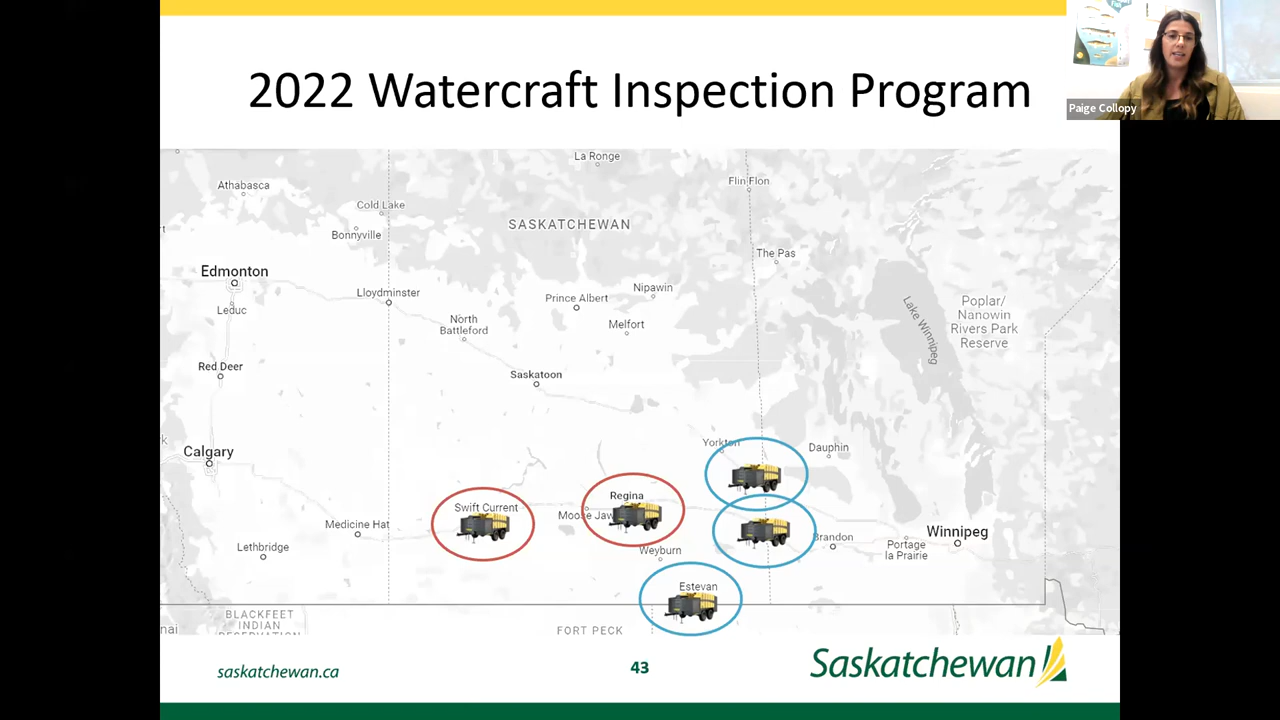 2022 Watercraft Inspection Program
Paige Collopy
La Ronge
Flin Flon
Athabasca
Cold Lake
SASKATCHEWAN
Bonnyville
The Pas
Edmonton
Leduc
Lloydminster
Prince Albert
Nipawin
North
Battleford
Melfort
Lake Winnipeg
Poplar/
Nanowin
Rivers Park
Reserve
Red Deer
Saskatoon
Calgary
Yorkton
Dauphin
Swift Current
Regina
Moose Jaw
Medicine Hat
Lethbridge
Weyburn
Brandon
Portage
la Prairie
Winnipeg
Estevan
BLACKFEET
INDIAN
RESERVATION
FORT PECK
saskatchewan.ca
43
Saskatchewan